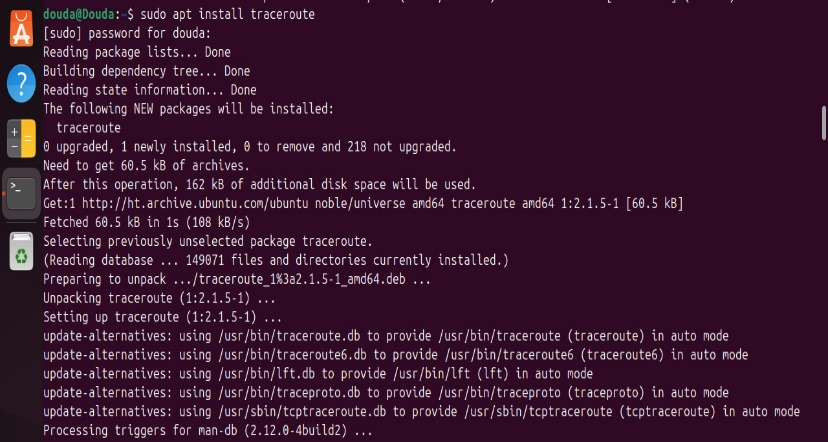 douda@Douda:~$ sudo apt install traceroute
[sudo] password for douda:
Reading package lists... Done
Building dependency tree... Done
Reading state information... Done
The following NEW packages will be installed:
  traceroute
0 upgraded, 1 newly installed, 0 to remove and 218 not upgraded.
Need to get 60.5 kB of archives.
After this operation, 162 kB of additional disk space will be used.
Get:1 http://ht.archive.ubuntu.com/ubuntu noble/universe amd64 traceroute amd64 1:2.1.5-1 [60.5 kB]
Fetched 60.5 kB in 1s (108 kB/s)
Selecting previously unselected package traceroute.
(Reading database ... 149071 files and directories currently installed.)
Preparing to unpack .../traceroute_1%3a2.1.5-1_amd64.deb ...
Unpacking traceroute (1:2.1.5-1) ...
Setting up traceroute (1:2.1.5-1) ...
update-alternatives: using /usr/bin/traceroute.db to provide /usr/bin/traceroute (traceroute) in auto mode
update-alternatives: using /usr/bin/traceroute6.db to provide /usr/bin/traceroute6 (traceroute6) in auto mode
update-alternatives: using /usr/bin/lft.db to provide /usr/bin/lft (lft) in auto mode
update-alternatives: using /usr/bin/traceproto.db to provide /usr/bin/traceproto (traceproto) in auto mode
update-alternatives: using /usr/sbin/tcptraceroute.db to provide /usr/sbin/tcptraceroute (tcptraceroute) in auto mode
Processing triggers for man-db (2.12.0-4build2) ...